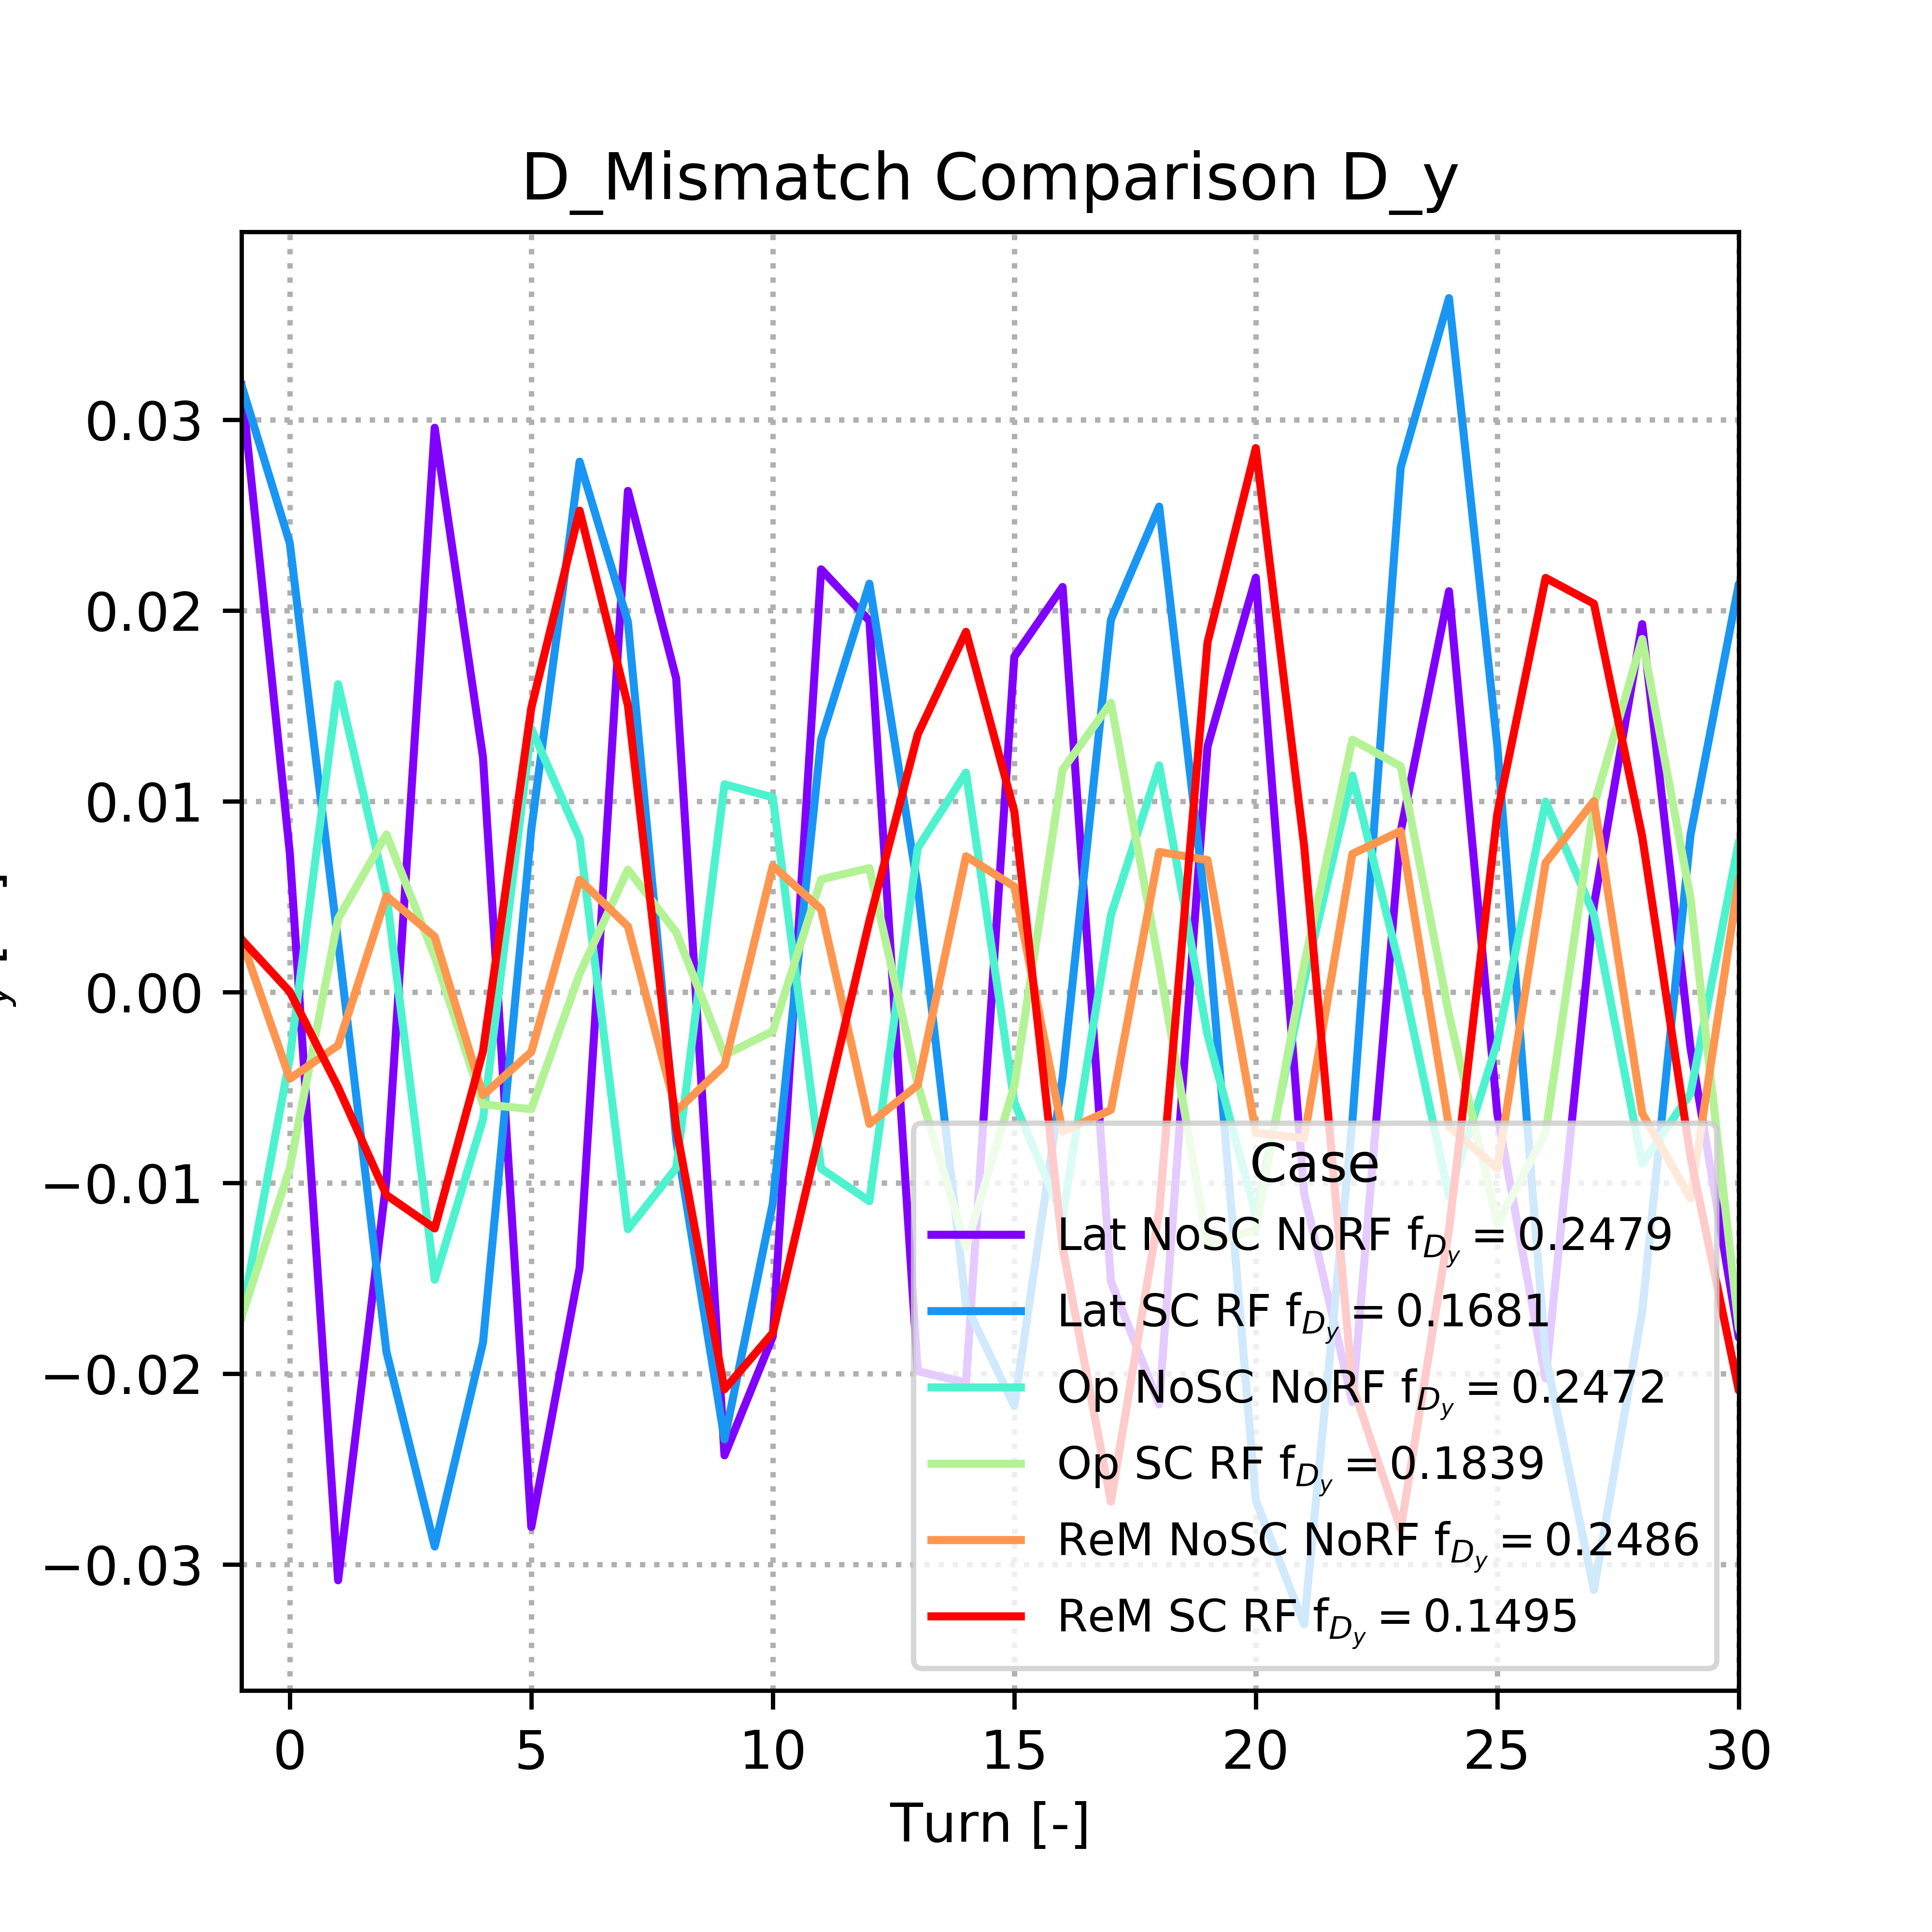 D_Mismatch Comparison D_y
0.03
0.02
0.01
0.00
−0.01
−0.02
−0.03
Case
Lat NoSC NoRF f_{D_y} = 0.2479
Lat SC RF f_{D_y} = 0.1681
Op NoSC NoRF f_{D_y} = 0.2472
Op SC RF f_{D_y} = 0.1839
ReM NoSC NoRF f_{D_y} = 0.2486
ReM SC RF f_{D_y} = 0.1495
0 5 10 15 20 25 30
Turn [-]